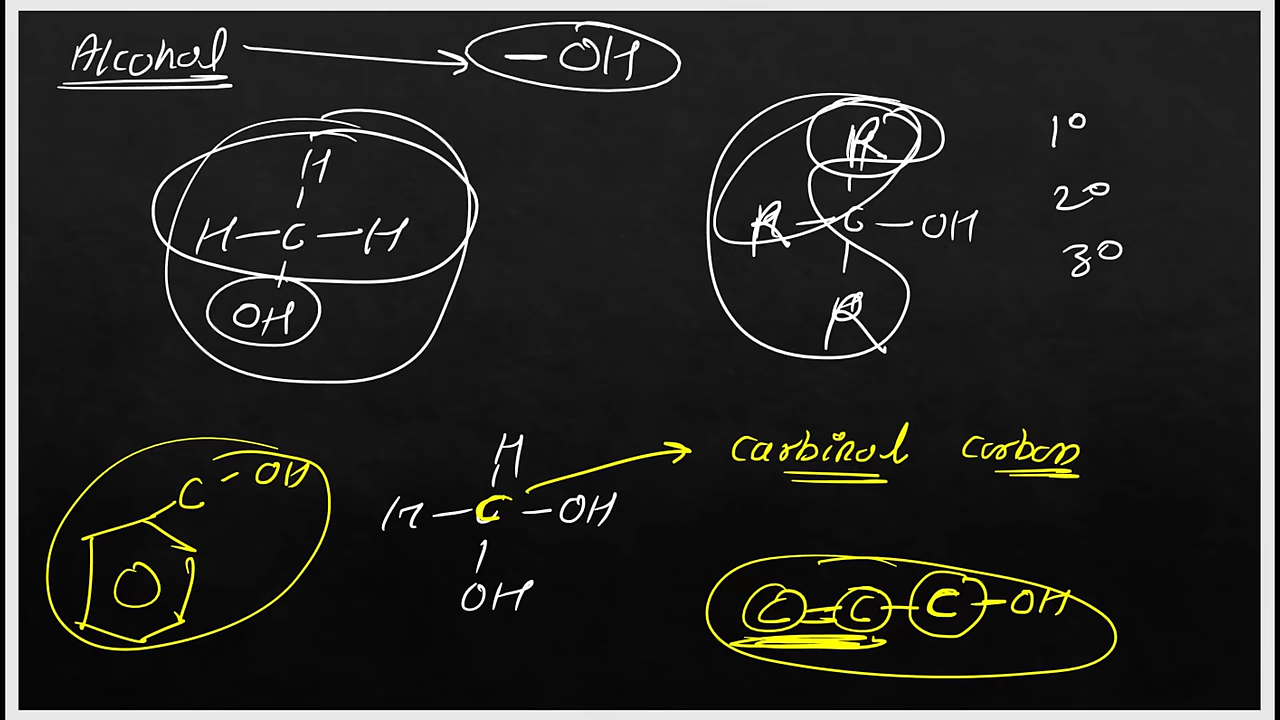 Alcohol → – OH
H
H – C – H
OH
R
R – C – OH
R
1°
2°
3°
C – OH
H
C – OH
OH
carbinol carbon
C = C – C – OH